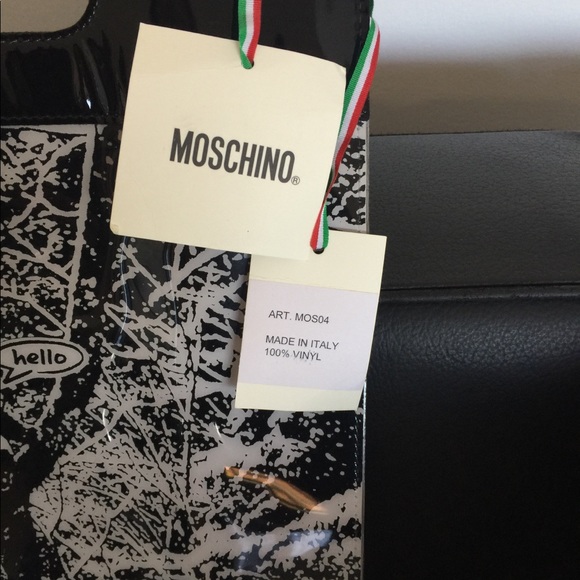 MOSCHINO®
ART. MOS04
MADE IN ITALY
100% VINYL
hello